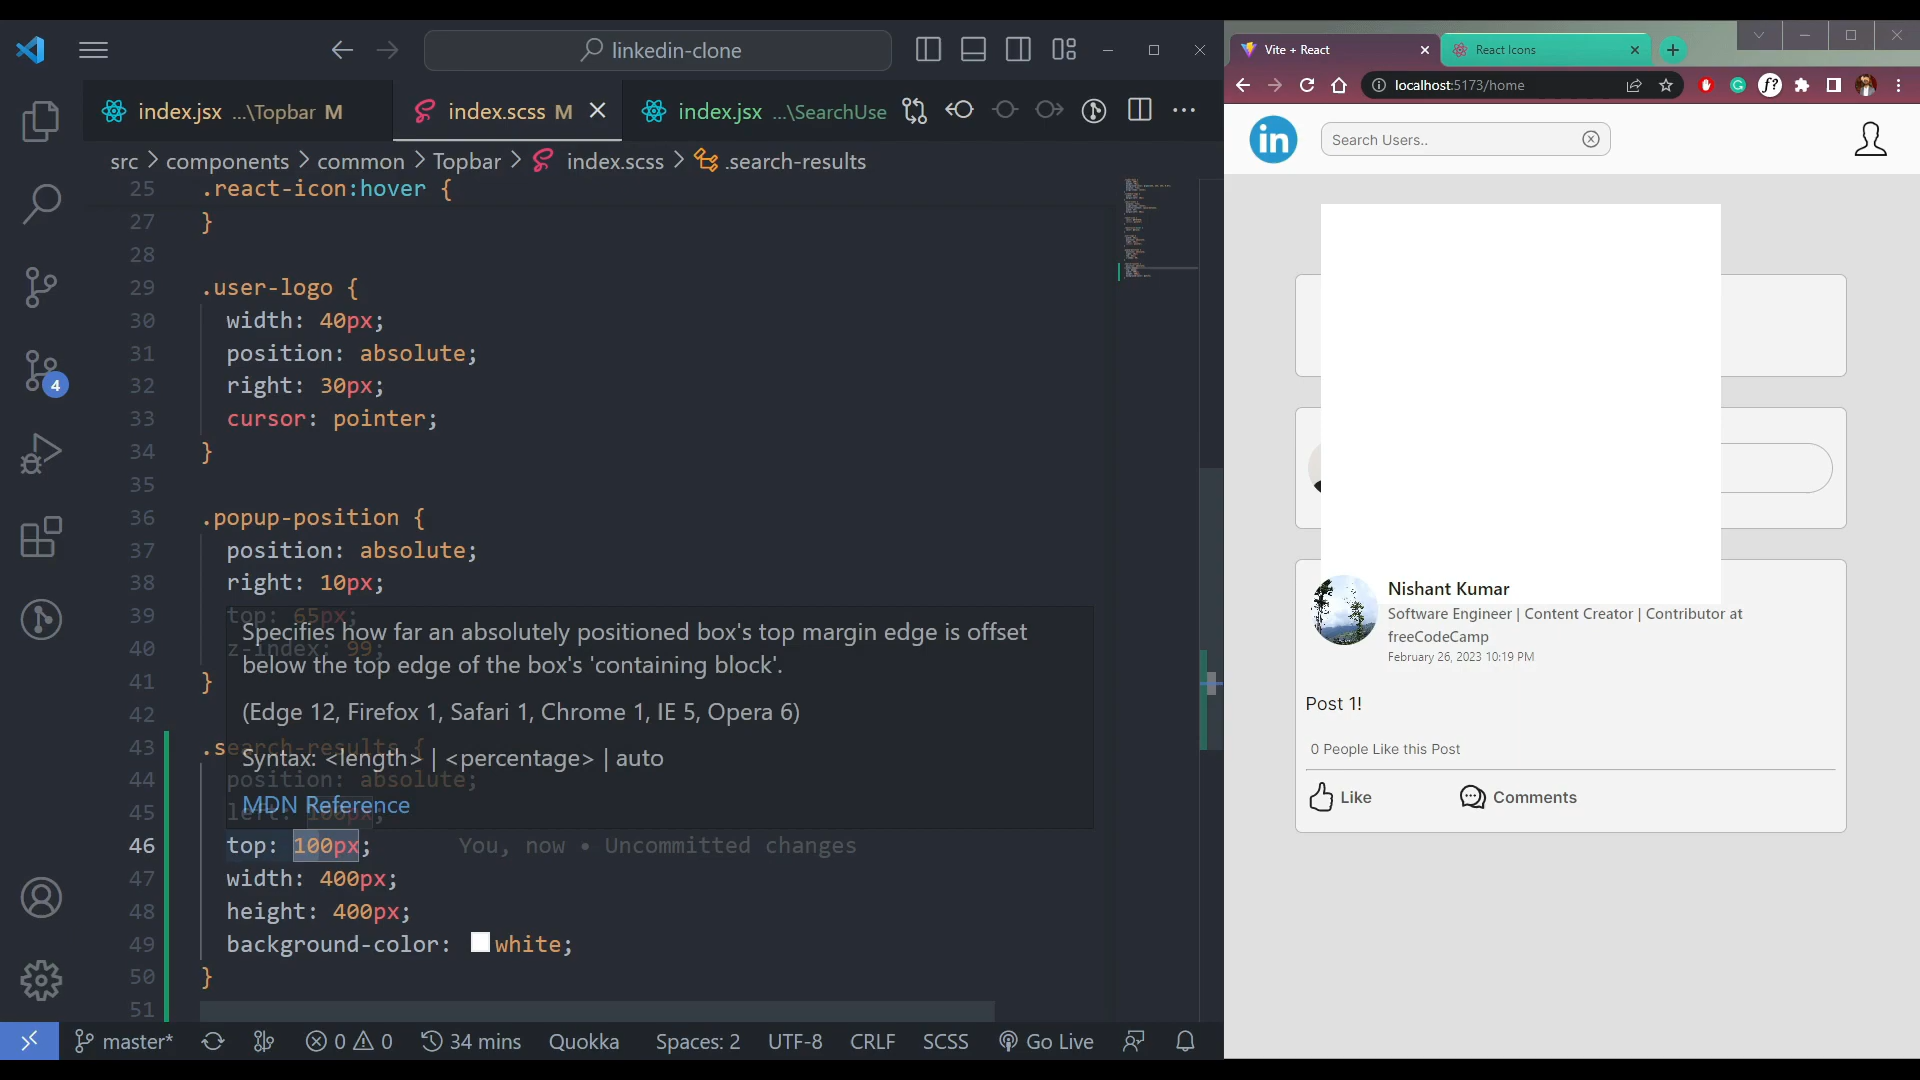 linkedin-clone
index.jsx ...\Topbar M
index.scss M
index.jsx ...\SearchUse
src > components > common > Topbar > index.scss > .search-results
25 .react-icon:hover {
27 }
28
29 .user-logo {
30 width: 40px;
31 position: absolute;
32 right: 30px;
33 cursor: pointer;
34 }
35
36 .popup-position {
37 position: absolute;
38 right: 10px;
39 top: 65px;
Specifies how far an absolutely positioned box's top margin edge is offset
40 z-index: 99;
below the top edge of the box's 'containing block'.
41 }
(Edge 12, Firefox 1, Safari 1, Chrome 1, IE 5, Opera 6)
42
43 .search-results {
Syntax: <length> | <percentage> | auto
44 position: absolute;
MDN Reference
45 left: 100px;
46 top: 100px; You, now • Uncommitted changes
47 width: 400px;
48 height: 400px;
49 background-color: white;
50 }
51
4
master* 0 0 34 mins Quokka Spaces: 2 UTF-8 CRLF SCSS Go Live
Vite + React
React Icons
localhost:5173/home
in
Search Users..
Nishant Kumar
Software Engineer | Content Creator | Contributor at
freeCodeCamp
February 26, 2023 10:19 PM
Post 1!
0 People Like this Post
Like
Comments